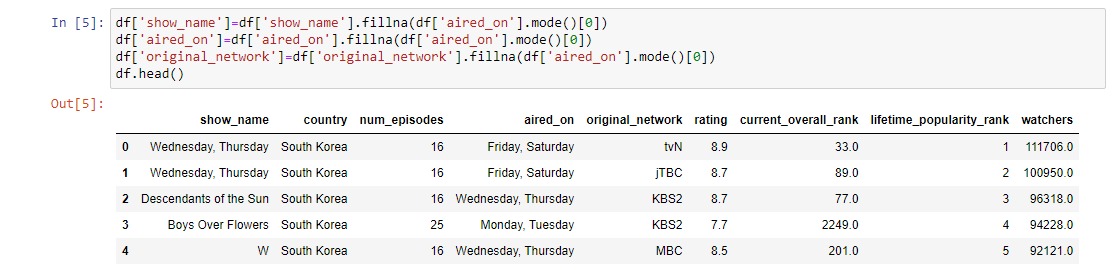 In [5]: df['show_name']=df['show_name'].fillna(df['aired_on'].mode()[0])
df['aired_on']=df['aired_on'].fillna(df['aired_on'].mode()[0])
df['original_network']=df['original_network'].fillna(df['aired_on'].mode()[0])
df.head()
Out[5]:
show_name country num_episodes aired_on original_network rating current_overall_rank lifetime_popularity_rank watchers
0 Wednesday, Thursday South Korea 16 Friday, Saturday tvN 8.9 33.0 1 111706.0
1 Wednesday, Thursday South Korea 16 Friday, Saturday jTBC 8.7 89.0 2 100950.0
2 Descendants of the Sun South Korea 16 Wednesday, Thursday KBS2 8.7 77.0 3 96318.0
3 Boys Over Flowers South Korea 25 Monday, Tuesday KBS2 7.7 2249.0 4 94228.0
4 W South Korea 16 Wednesday, Thursday MBC 8.5 201.0 5 92121.0